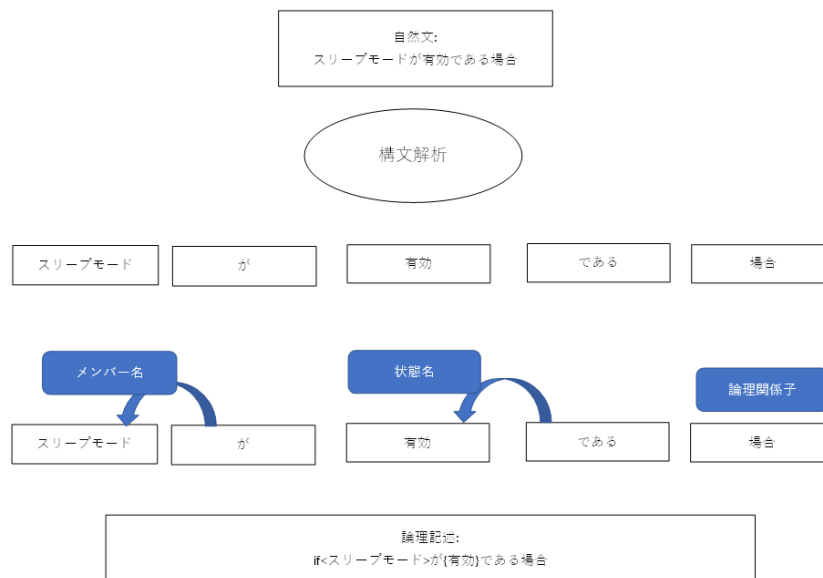 自然文:
スリープモードが有効である場合
構文解析
スリープモード
が
有効
である
場合
メンバー名
状態名
論理関係子
スリープモード
が
有効
である
場合
論理記述:
if<スリープモード>が{有効}である場合